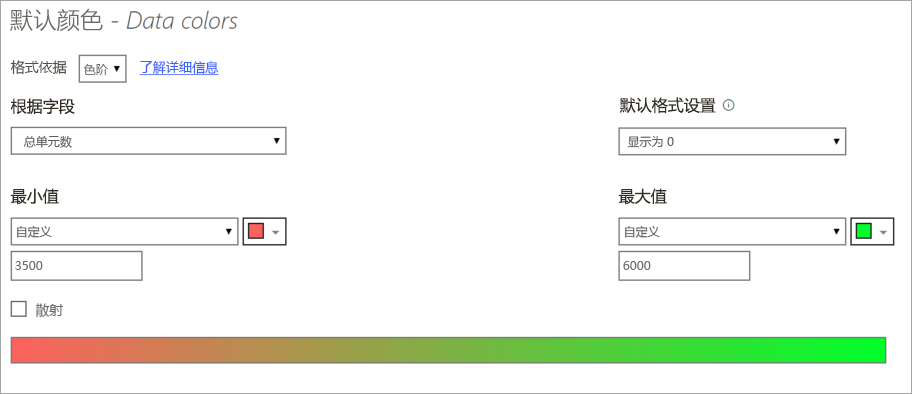 默认颜色 - Data colors
格式依据 色阶 了解详细信息
根据字段 默认格式设置
总单元数 显示为 0
最小值 最大值
自定义 自定义
3500 6000
散射